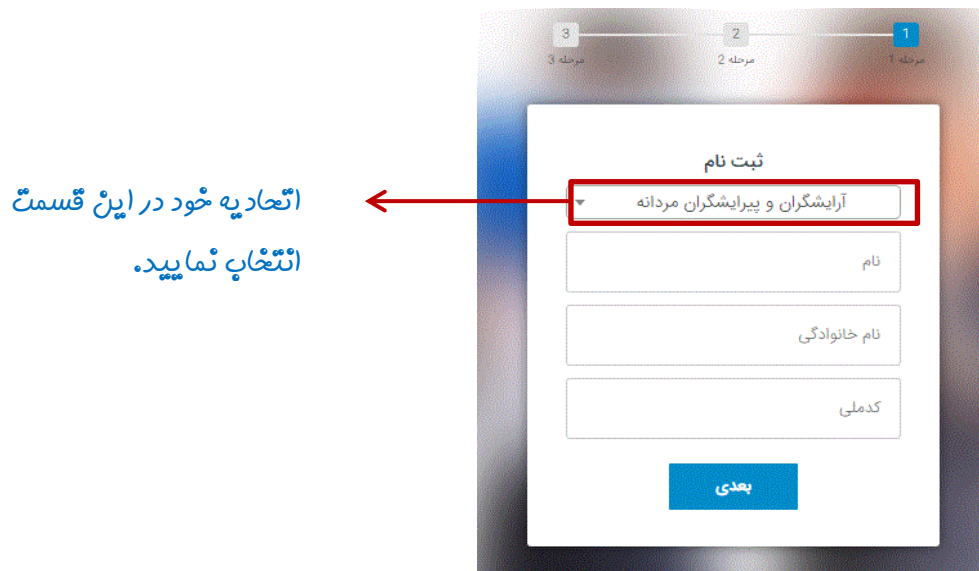 1
2
3
مرحله 1
مرحله 2
مرحله 3
ثبت نام
آرایشگران و پیرایشگران مردانه
نام
نام خانوادگی
کدملی
بعدی
اتحادیه خود در این قسمت
انتخاب نمایید.